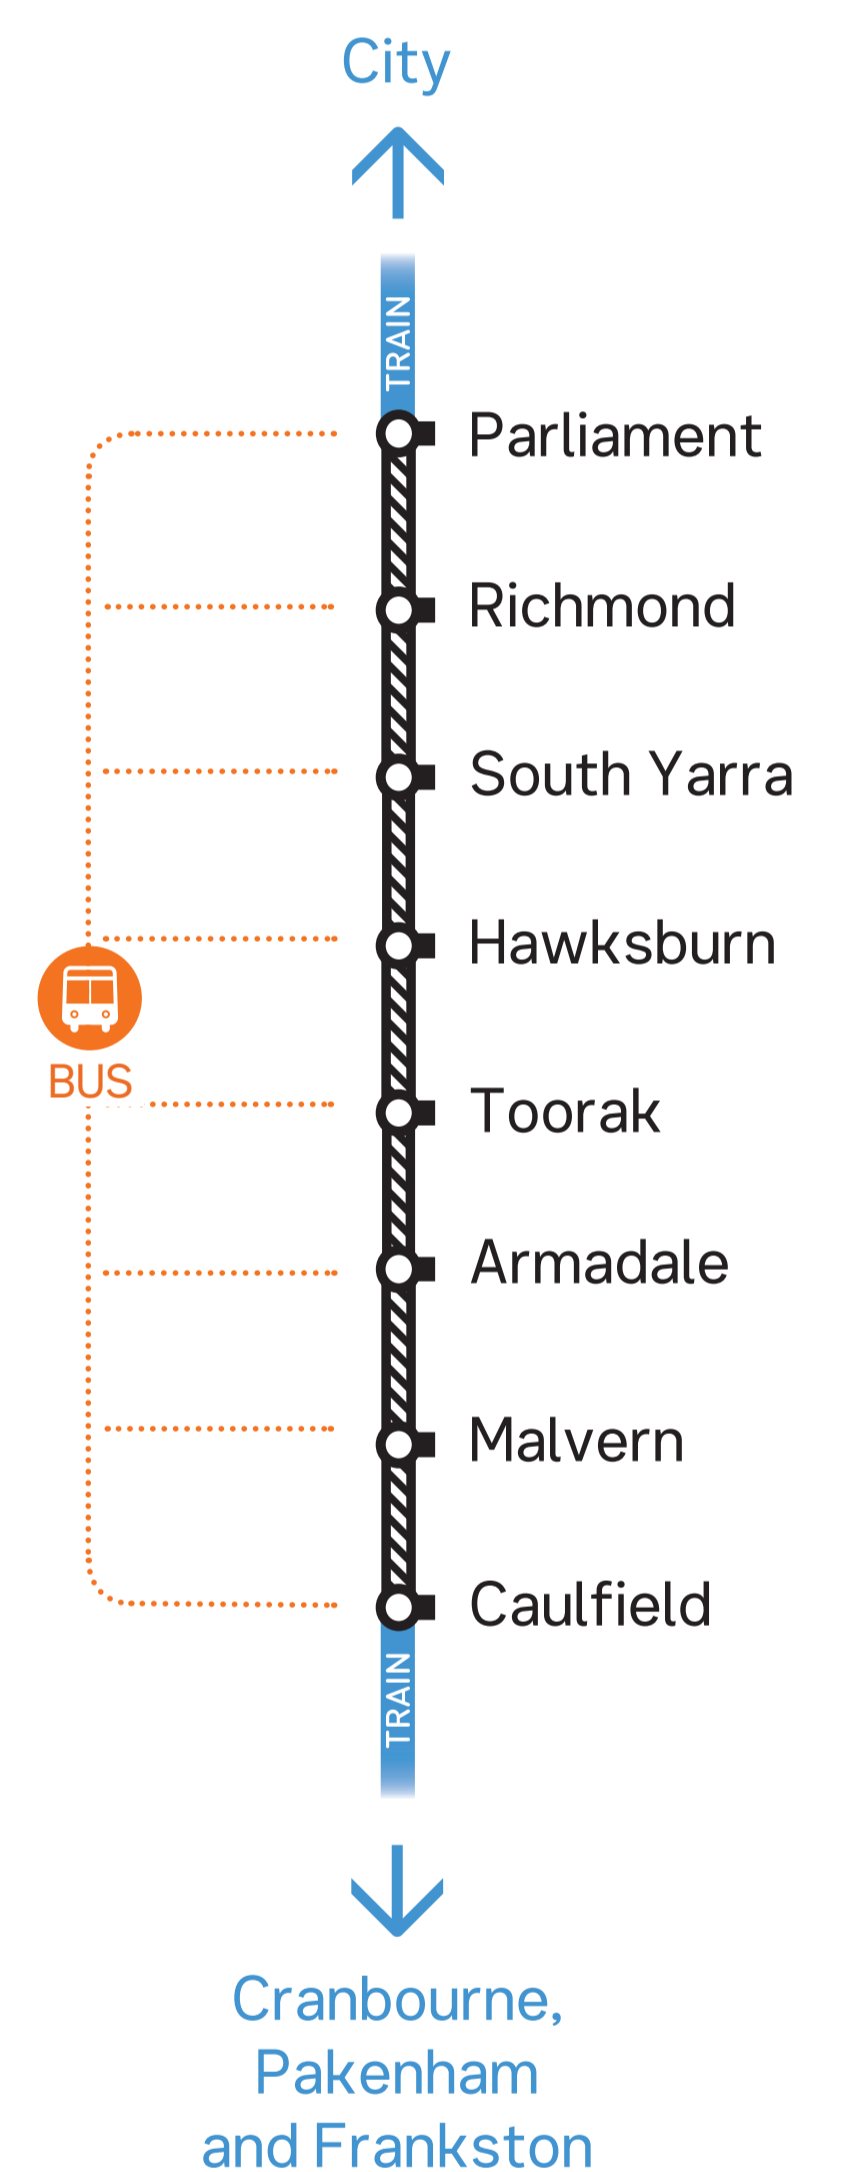 City
TRAIN
Parliament
Richmond
South Yarra
Hawksburn
BUS
Toorak
Armadale
Malvern
Caulfield
TRAIN
Cranbourne,
Pakenham
and Frankston